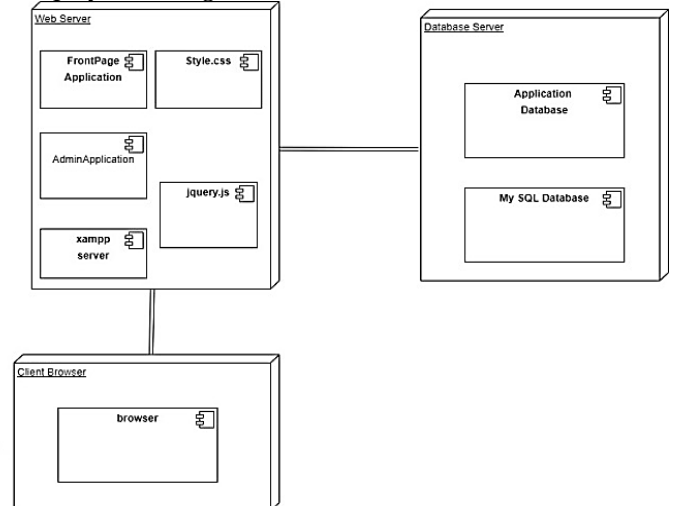 Web Server
FrontPage
Application
Style.css
AdminApplication
jquery.js
xampp
server
Database Server
Application
Database
My SQL Database
Client Browser
browser